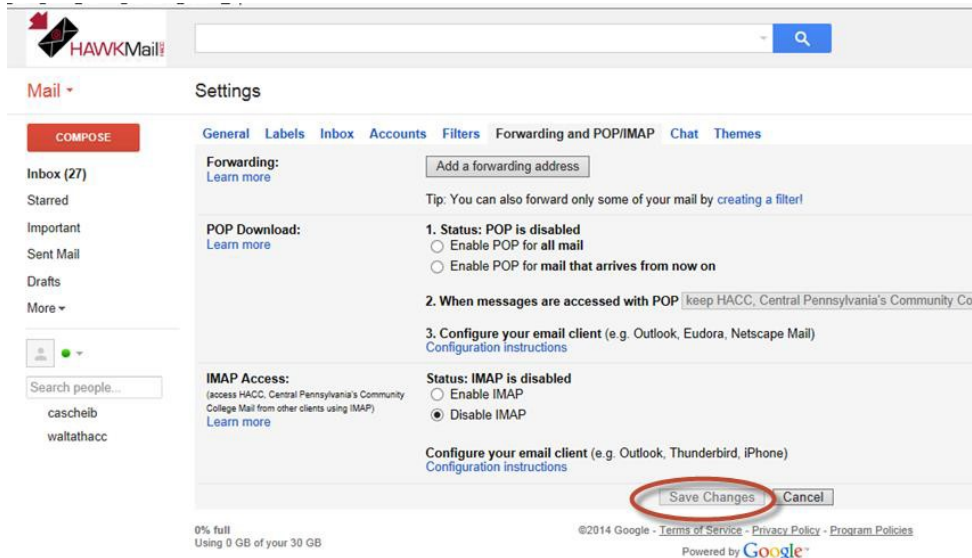 HAWKMail
Mail
Settings
COMPOSE
General Labels Inbox Accounts Filters Forwarding and POP/IMAP Chat Themes
Inbox (27)
Starred
Important
Sent Mail
Drafts
More
Search people...
cascheib
waltathacc
Forwarding:
Learn more
Add a forwarding address
Tip: You can also forward only some of your mail by creating a filter!
POP Download:
Learn more
1. Status: POP is disabled
Enable POP for all mail
Enable POP for mail that arrives from now on
2. When messages are accessed with POP keep HACC, Central Pennsylvania's Community Co
3. Configure your email client (e.g. Outlook, Eudora, Netscape Mail)
Configuration instructions
IMAP Access:
(access HACC, Central Pennsylvania's Community
College Mail from other clients using IMAP)
Learn more
Status: IMAP is disabled
Enable IMAP
Disable IMAP
Configure your email client (e.g. Outlook, Thunderbird, iPhone)
Configuration instructions
Save Changes Cancel
0% full
Using 0 GB of your 30 GB
©2014 Google - Terms of Service - Privacy Policy - Program Policies
Powered by Google™